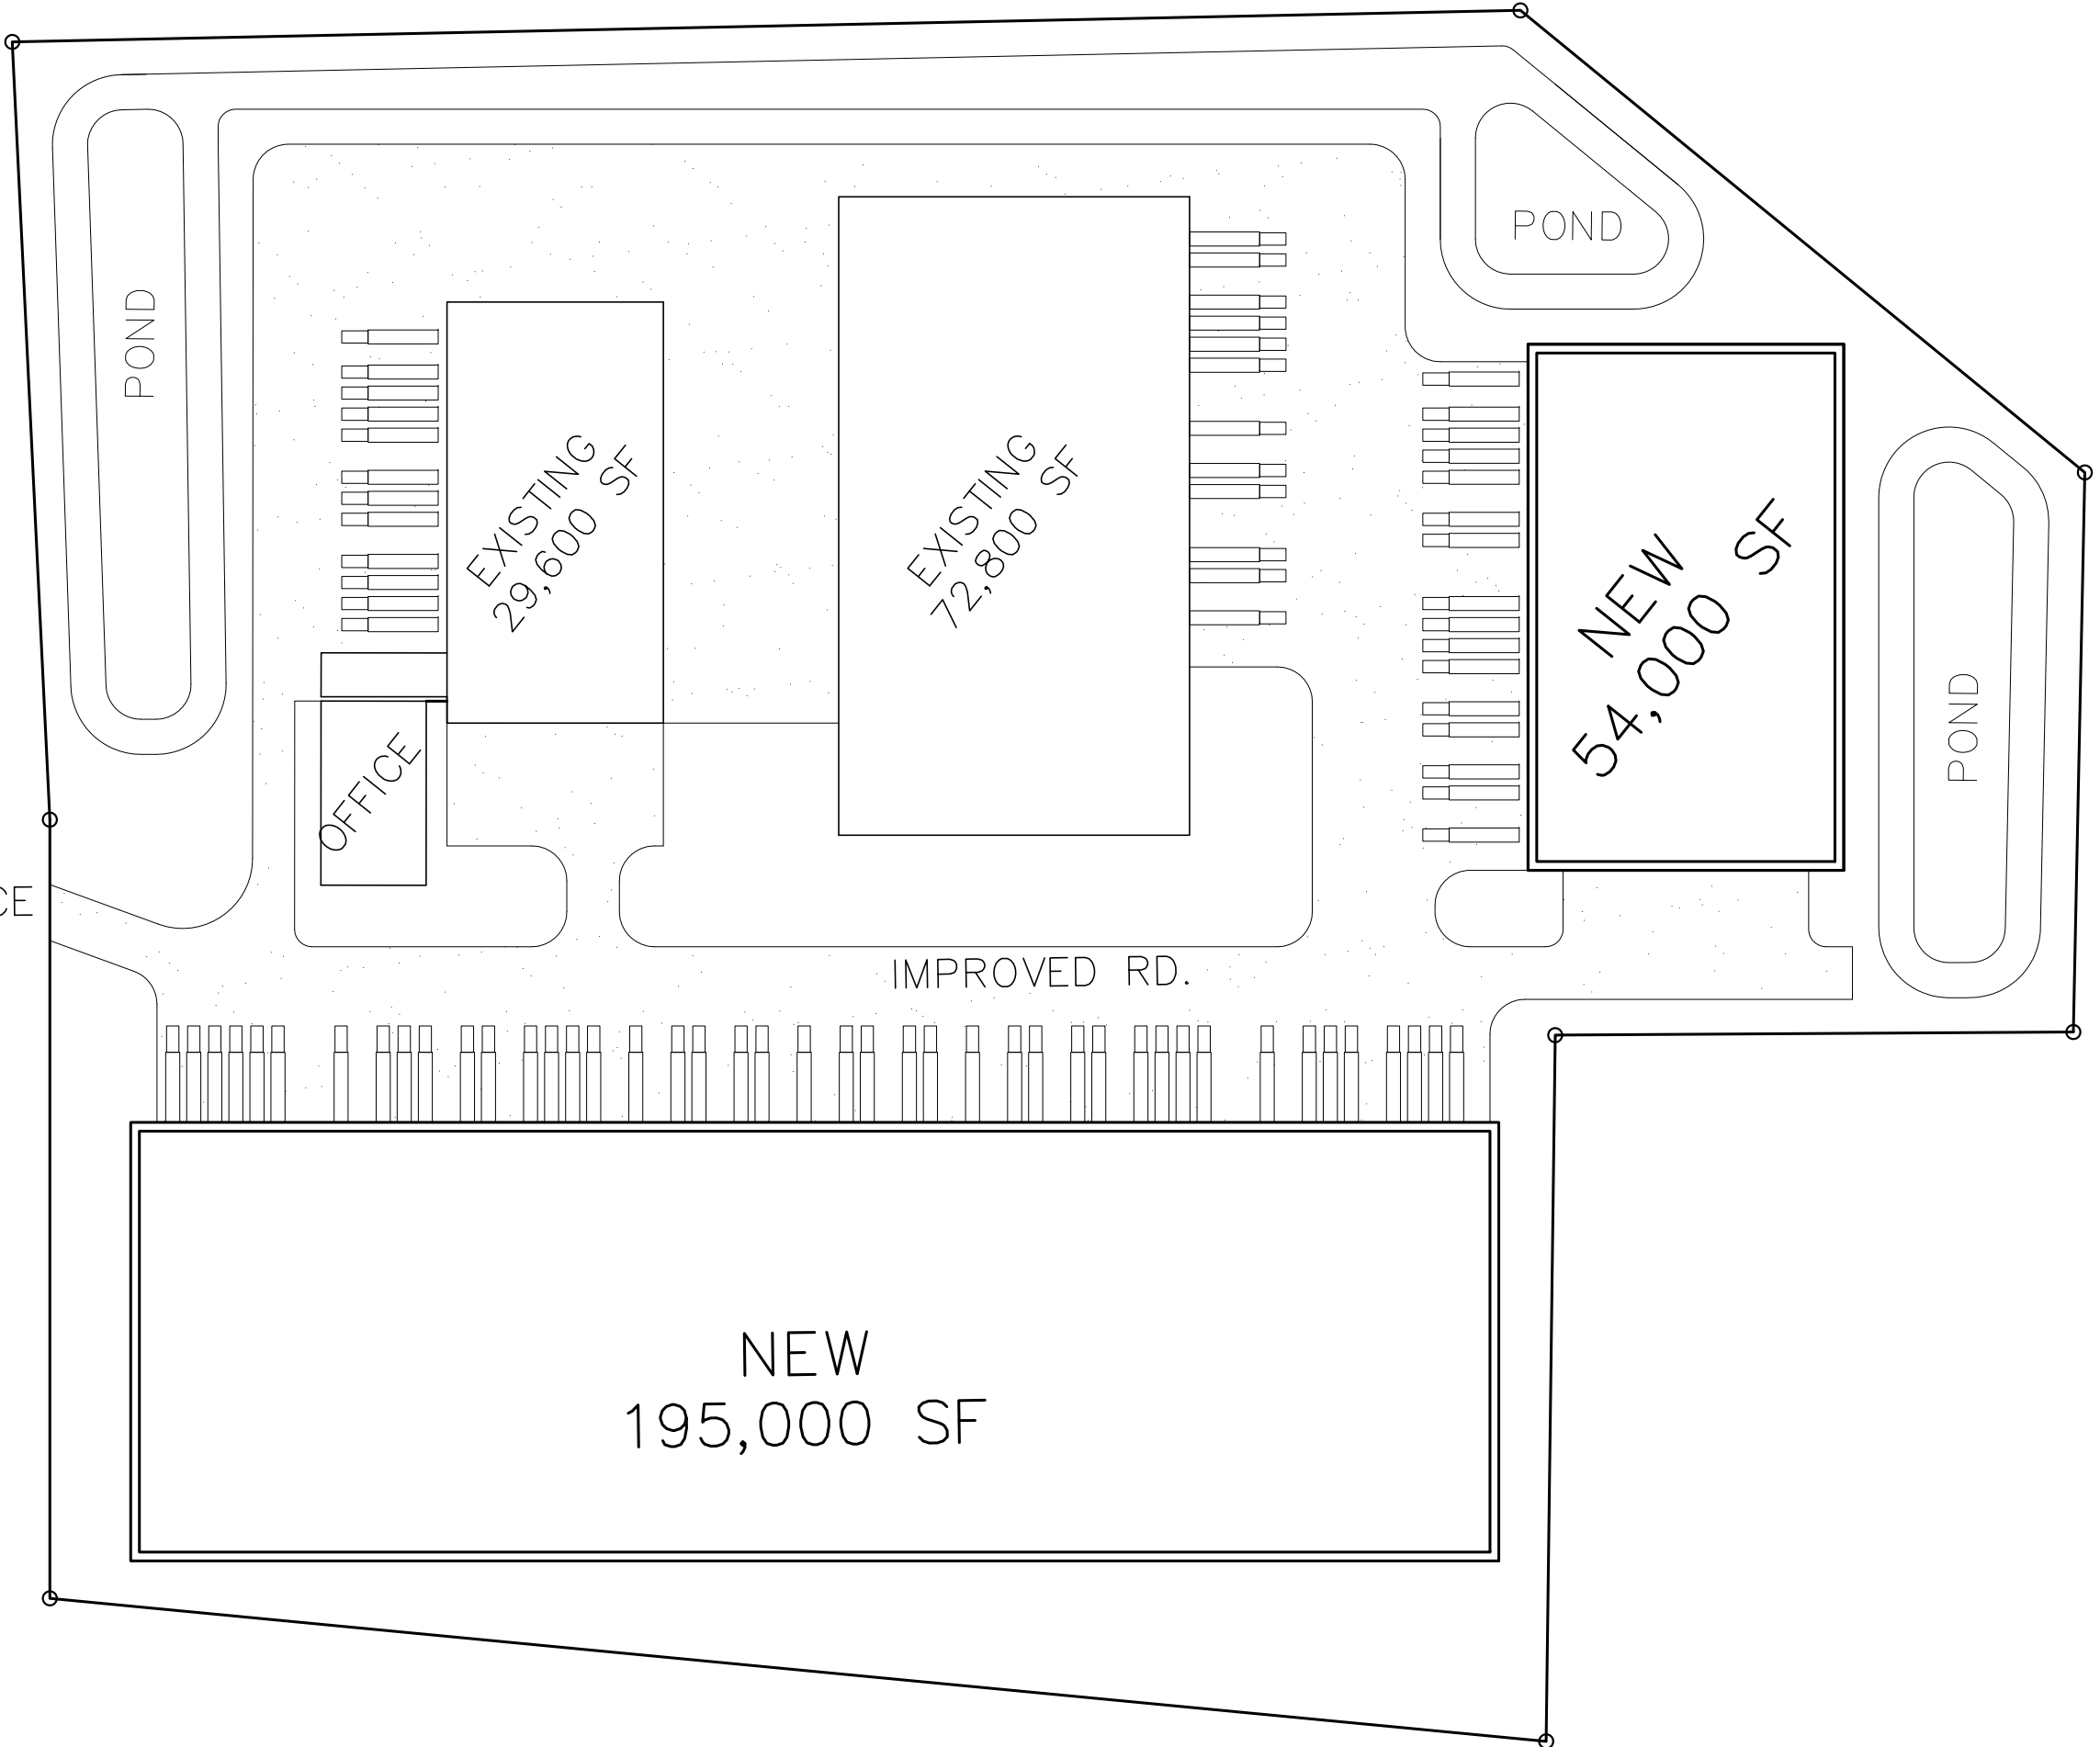 POND
POND
EXISTING
29,600 SF
EXISTING
72,800 SF
NEW
54,000 SF
POND
OFFICE
CE
IMPROVED RD.
NEW
195,000 SF